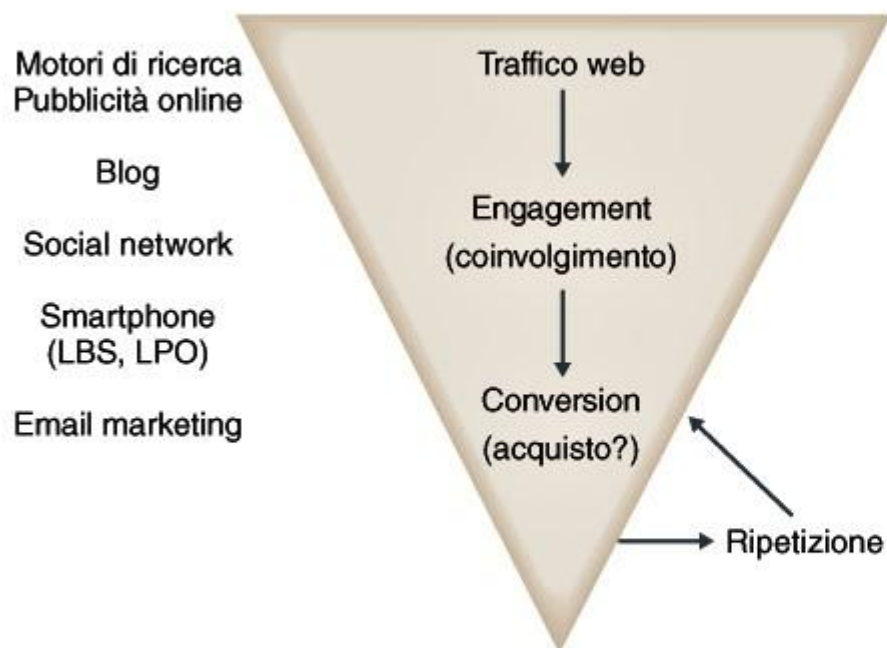 Motori di ricerca
Pubblicità online
Blog
Social network
Smartphone
(LBS, LPO)
Email marketing
Traffico web
Engagement
(coinvolgimento)
Conversion
(acquisto?)
Ripetizione